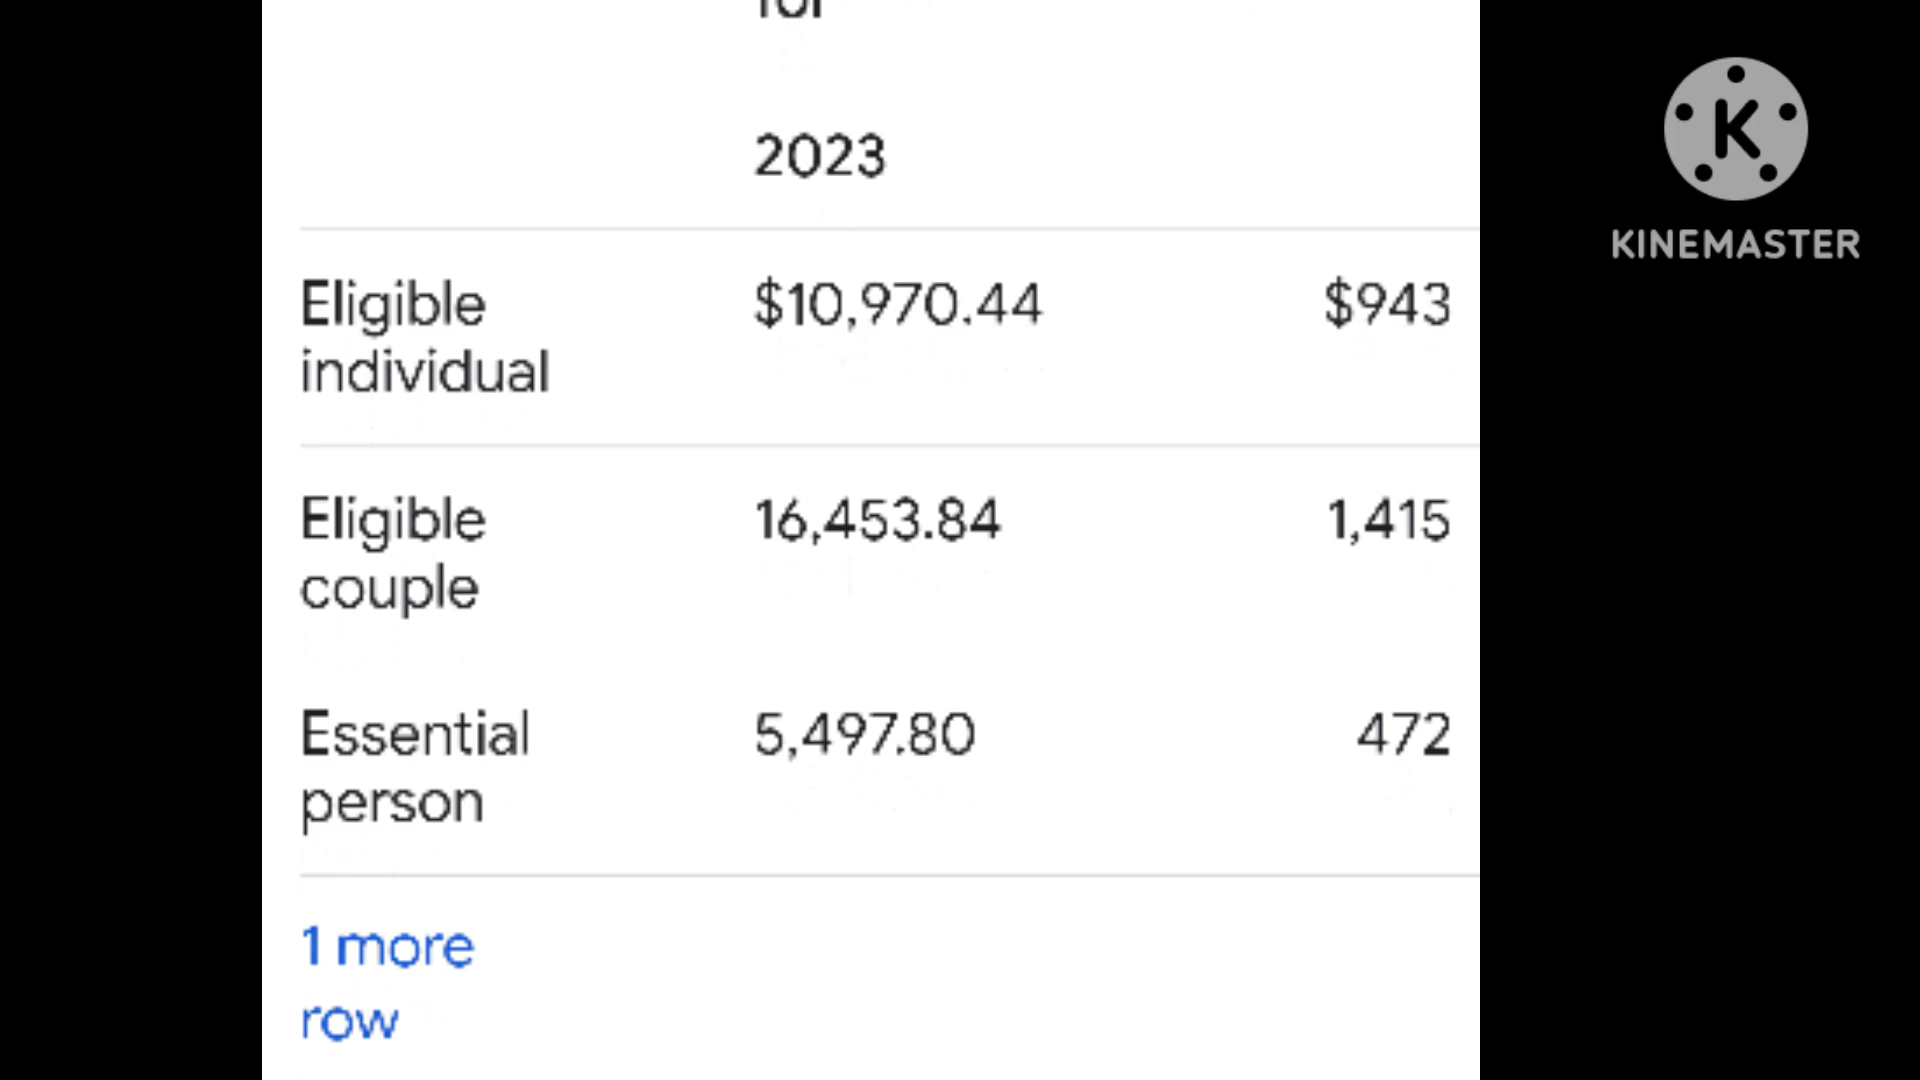 for
2023
KINEMASTER
Eligible individual $10,970.44 $943
Eligible couple 16,453.84 1,415
Essential person 5,497.80 472
1 more row